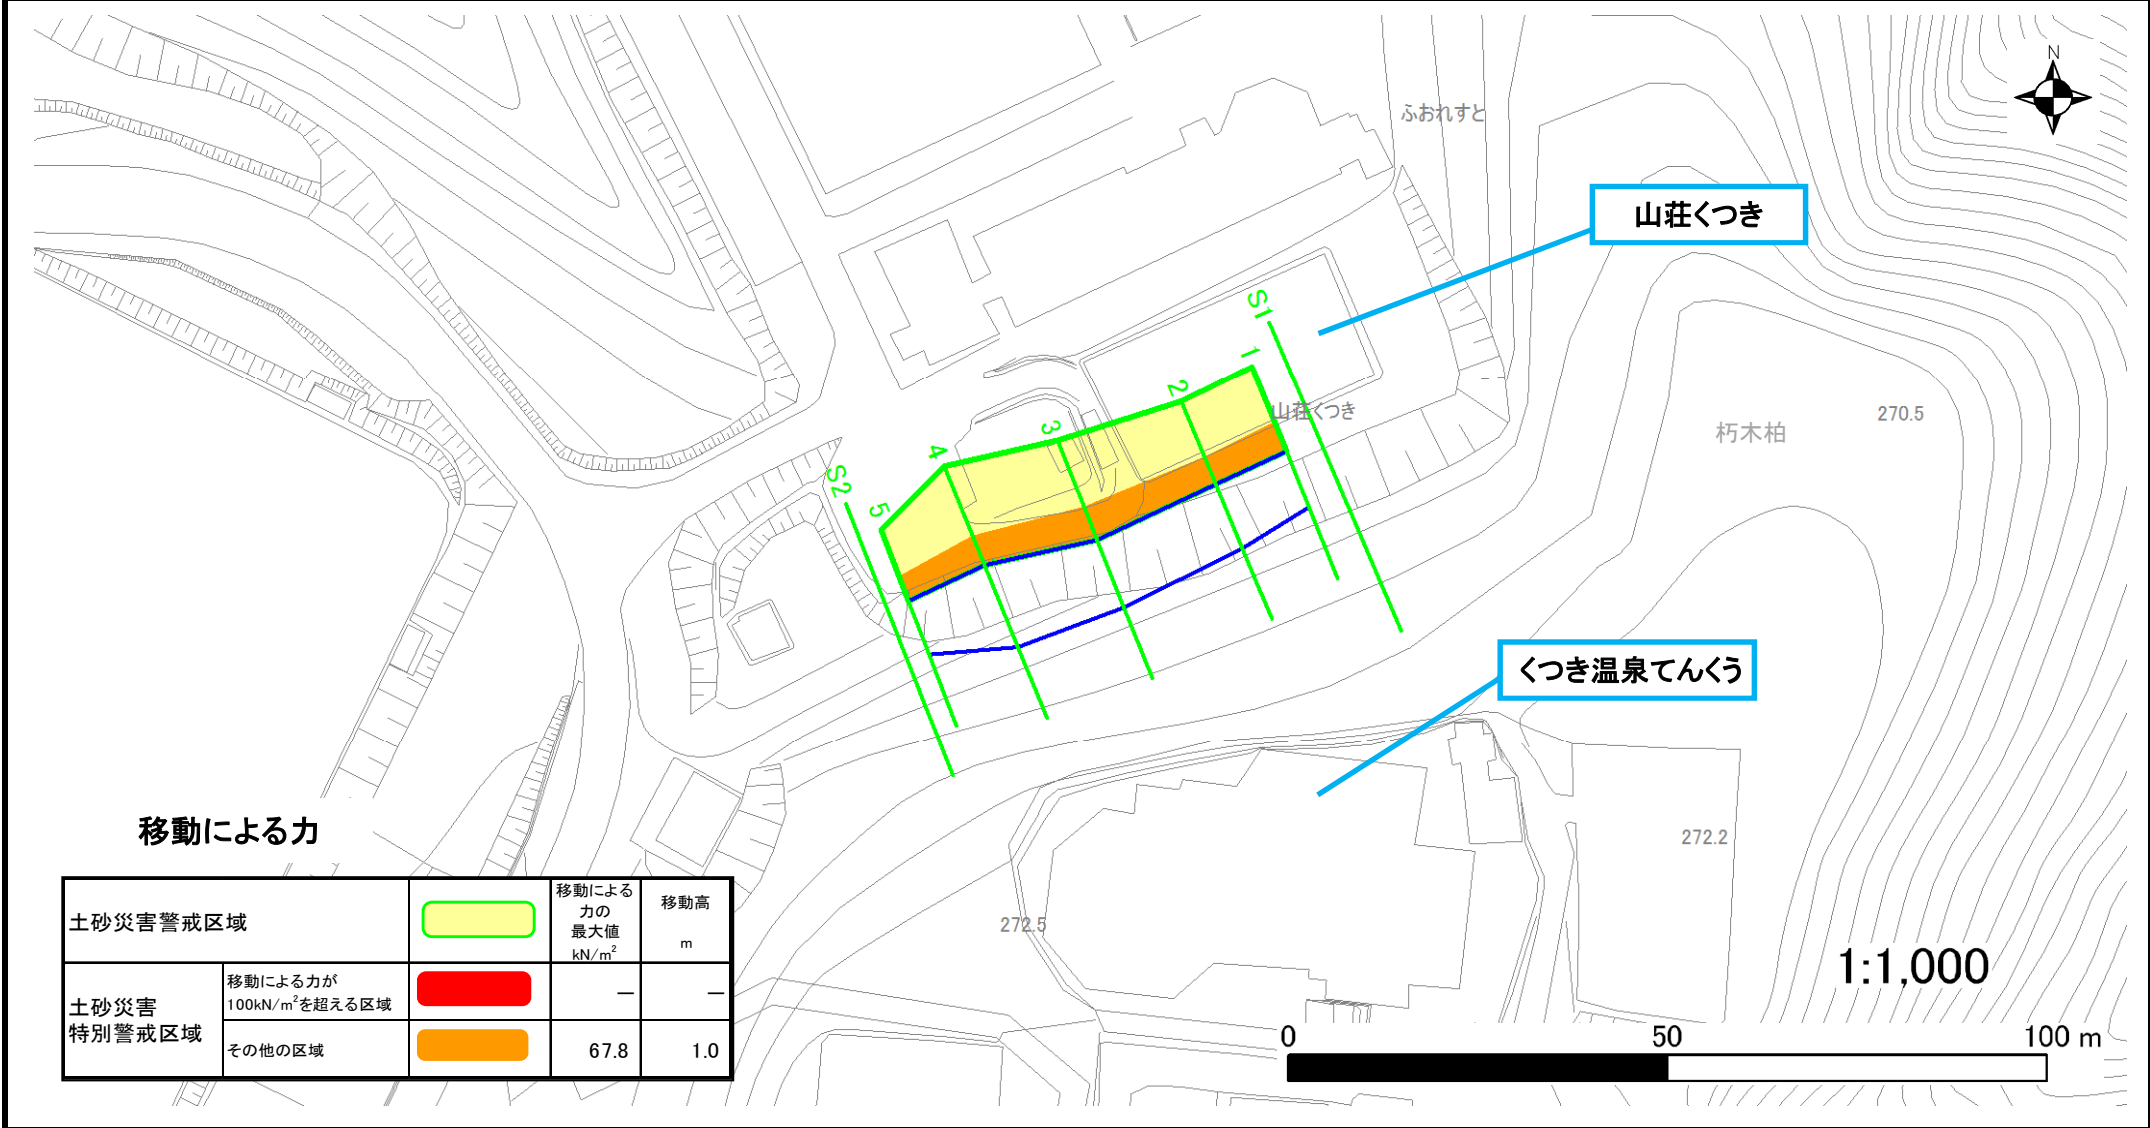 N
ふおれすと
山荘くつき
S1
1
2
3
4
5
S2
山荘くつき
270.5
朽木柏
くつき温泉てんくう
272.2
272.5
移動による力
土砂災害警戒区域
移動による
力の
最大値
kN/m²
移動高
m
土砂災害
特別警戒区域
移動による力が
100kN/m²を超える区域
―
―
その他の区域
67.8
1.0
1:1,000
0
50
100 m